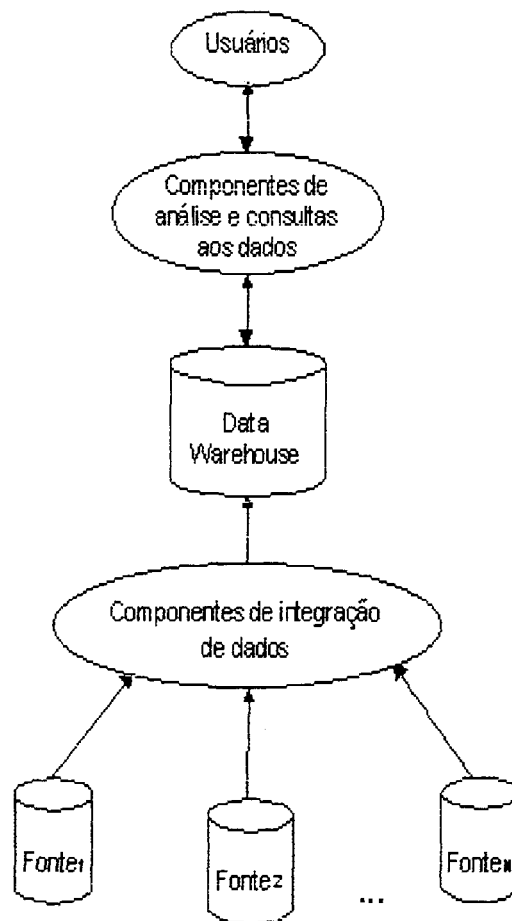 Usuários
Componentes de
análise e consultas
aos dados
Data
Warehouse
Componentes de integração
de dados
Fonte1
Fonte2
...
FonteN